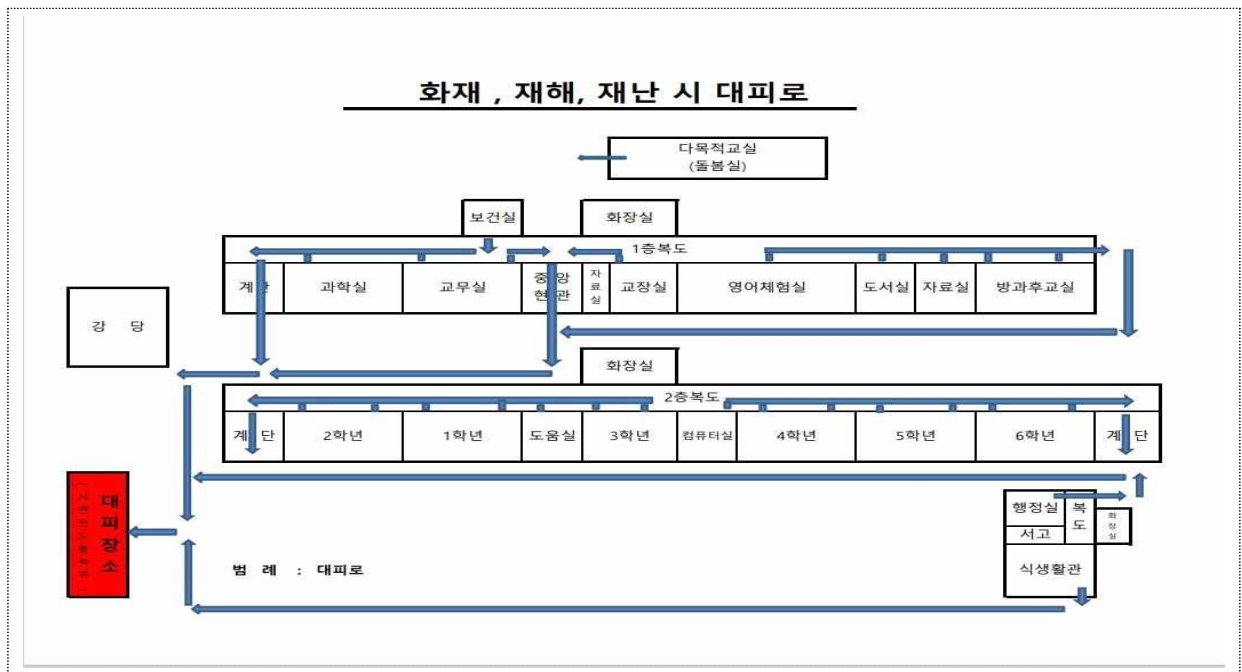 화재 , 재해, 재난 시 대피로
다목적교실
(돌봄실)
보건실
화장실
1층복도
과학실
교무실
중앙
현관
자료실
교장실
영어체험실
도서실
자료실
방과후교실
강 당
화장실
2층복도
계 단
2학년
1학년
도움실
3학년
컴퓨터실
4학년
5학년
6학년
계 단
대피장소
행정실
복도
화장실
서고
식생활관
범 례 : 대피로